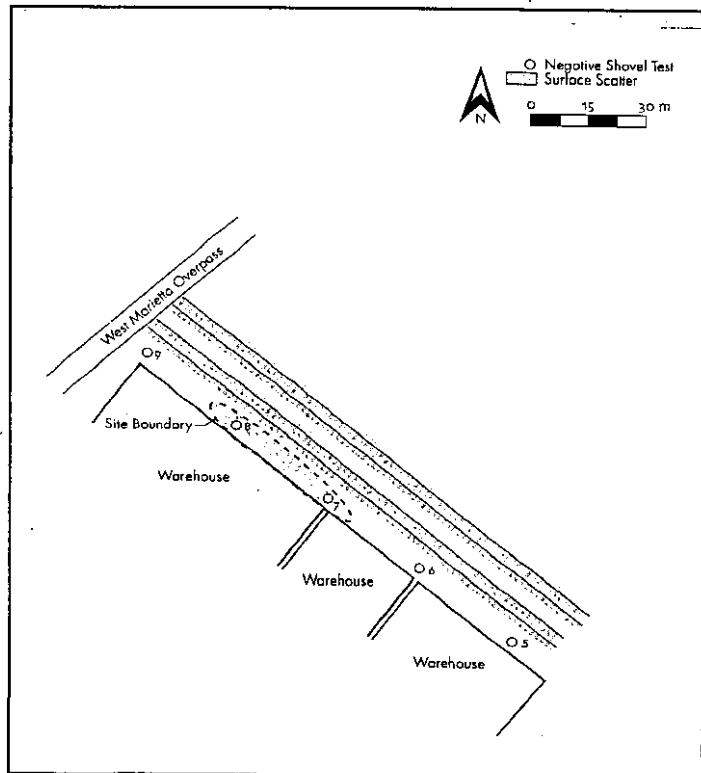 Negative Shovel Test
Surface Scatter
0 15 30 m
N
West Marietta Overpass
9
Site Boundary
8
Warehouse
7
6
Warehouse
5
Warehouse